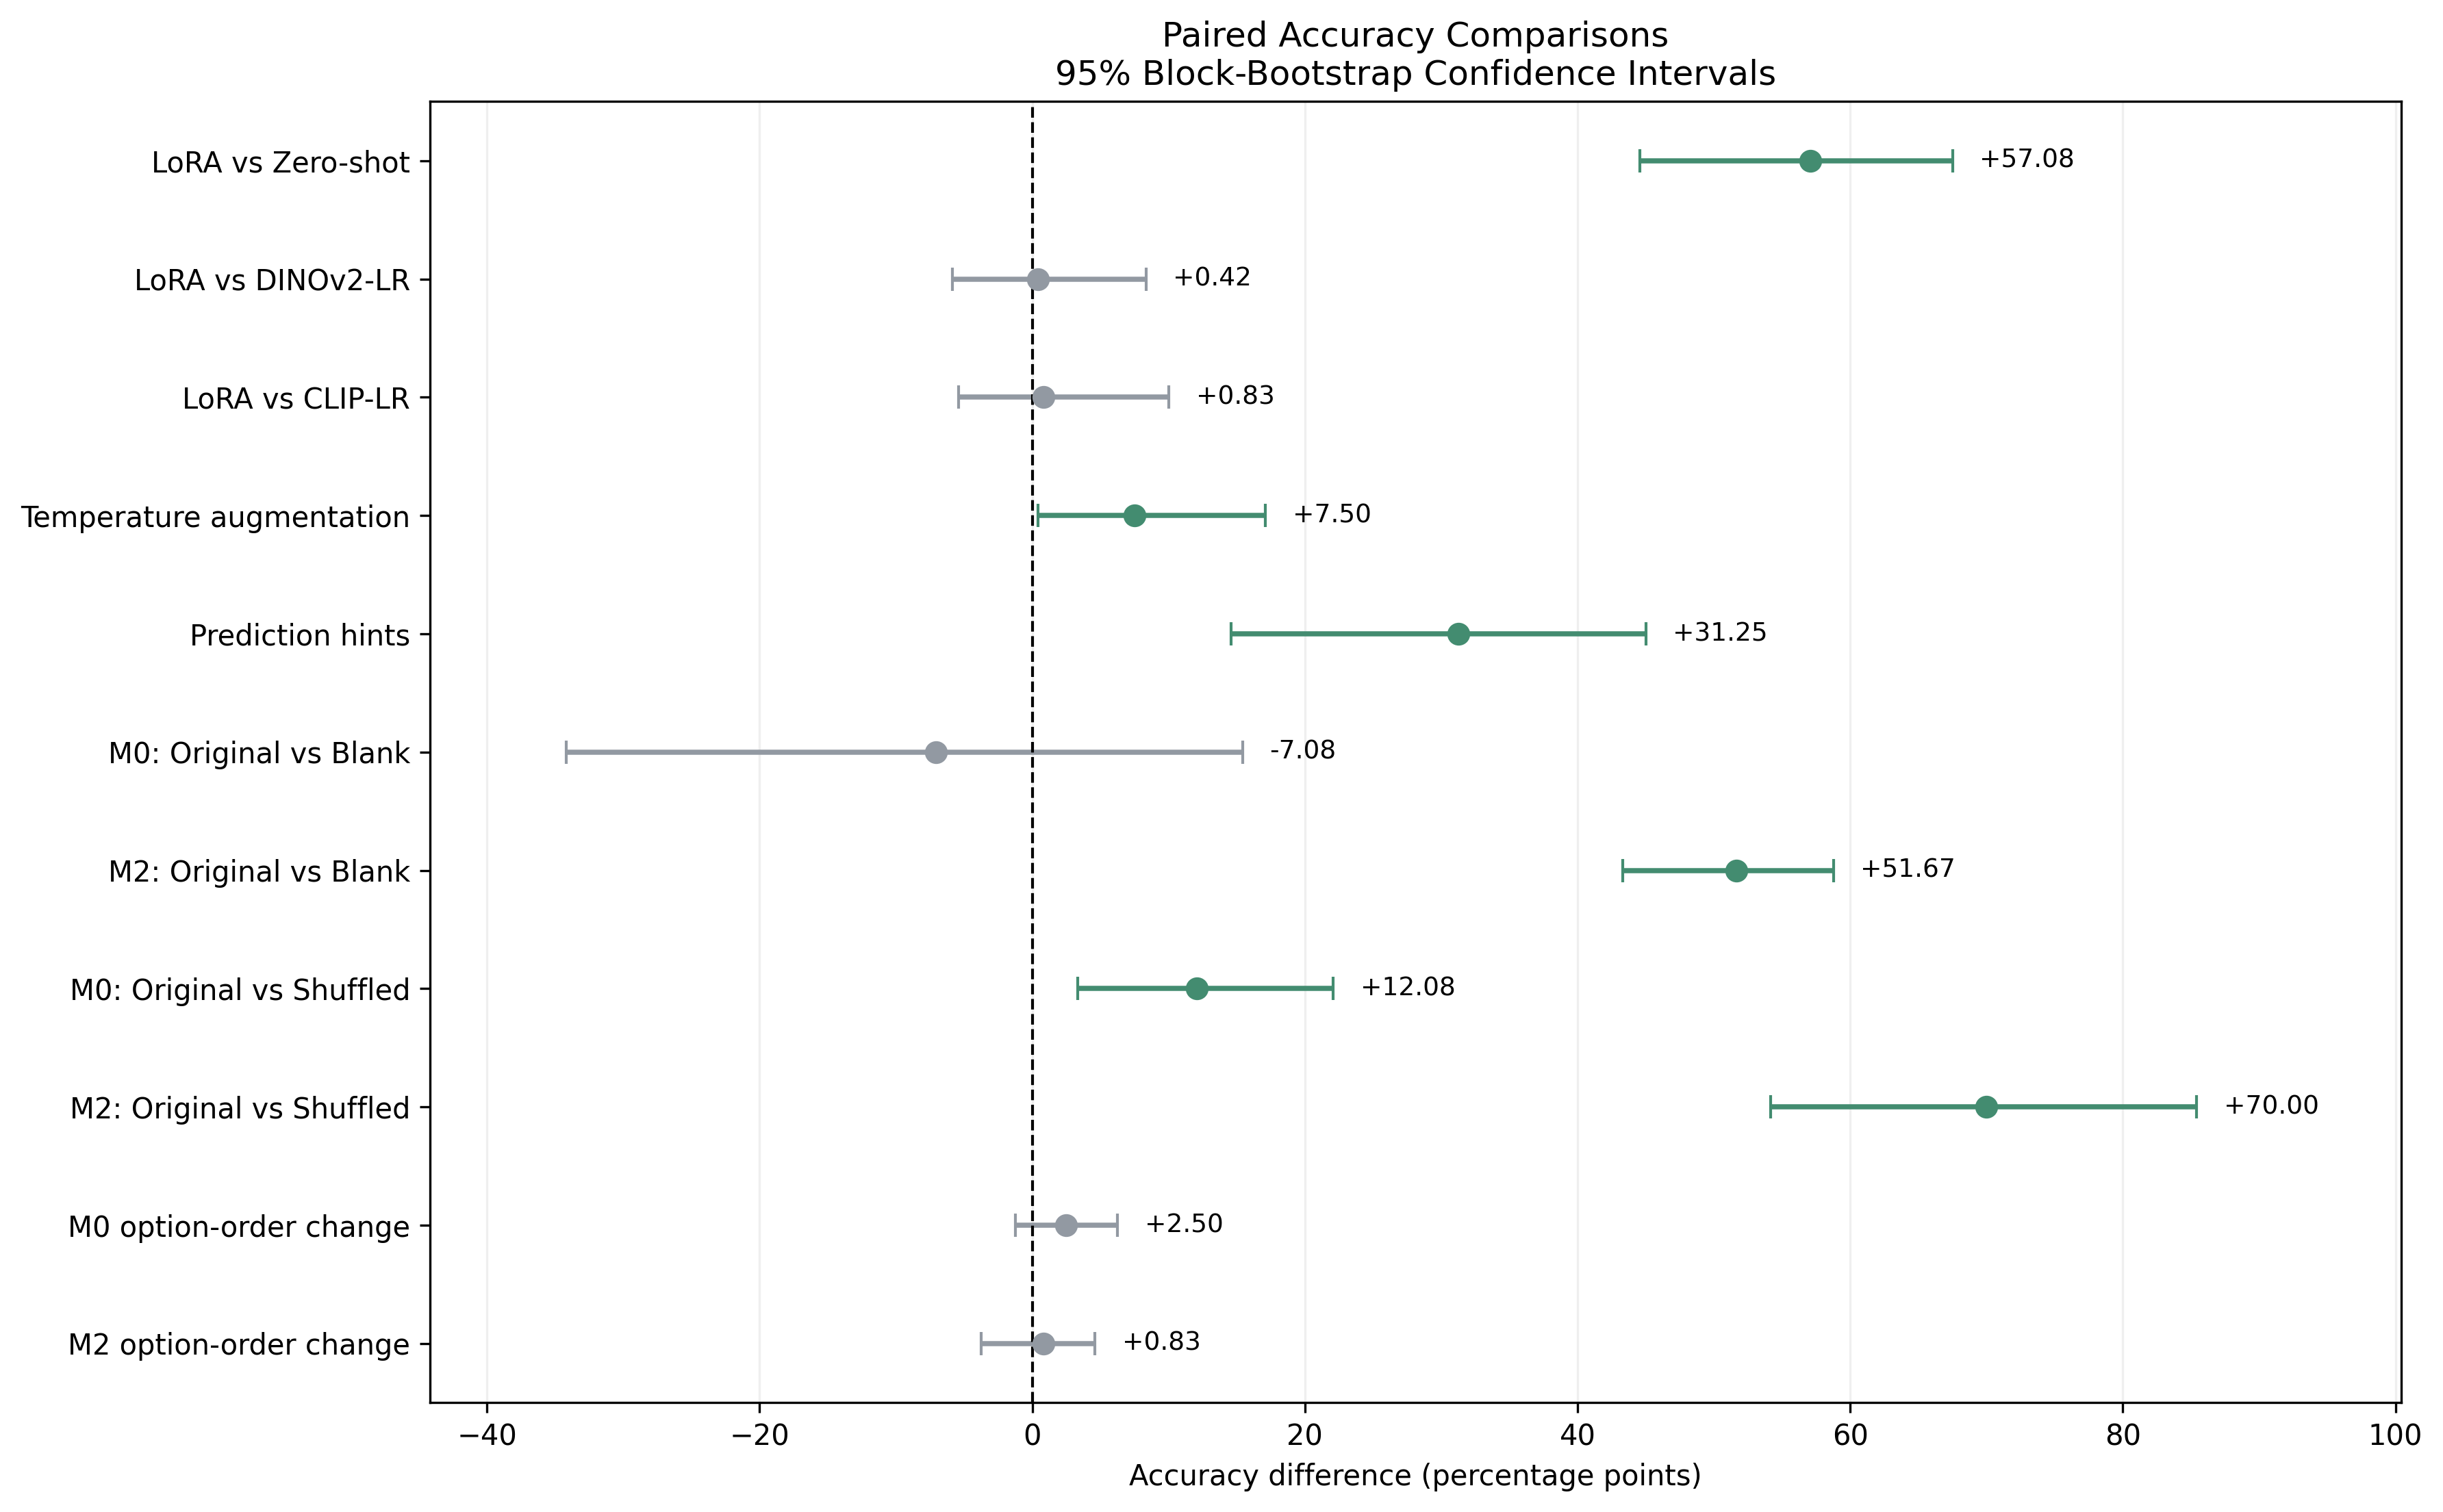 Paired Accuracy Comparisons
95% Block-Bootstrap Confidence Intervals
LoRA vs Zero-shot
+57.08
LoRA vs DINOv2-LR
+0.42
LoRA vs CLIP-LR
+0.83
Temperature augmentation
+7.50
Prediction hints
+31.25
M0: Original vs Blank
-7.08
M2: Original vs Blank
+51.67
M0: Original vs Shuffled
+12.08
M2: Original vs Shuffled
+70.00
M0 option-order change
+2.50
M2 option-order change
+0.83
−40 −20 0 20 40 60 80 100
Accuracy difference (percentage points)